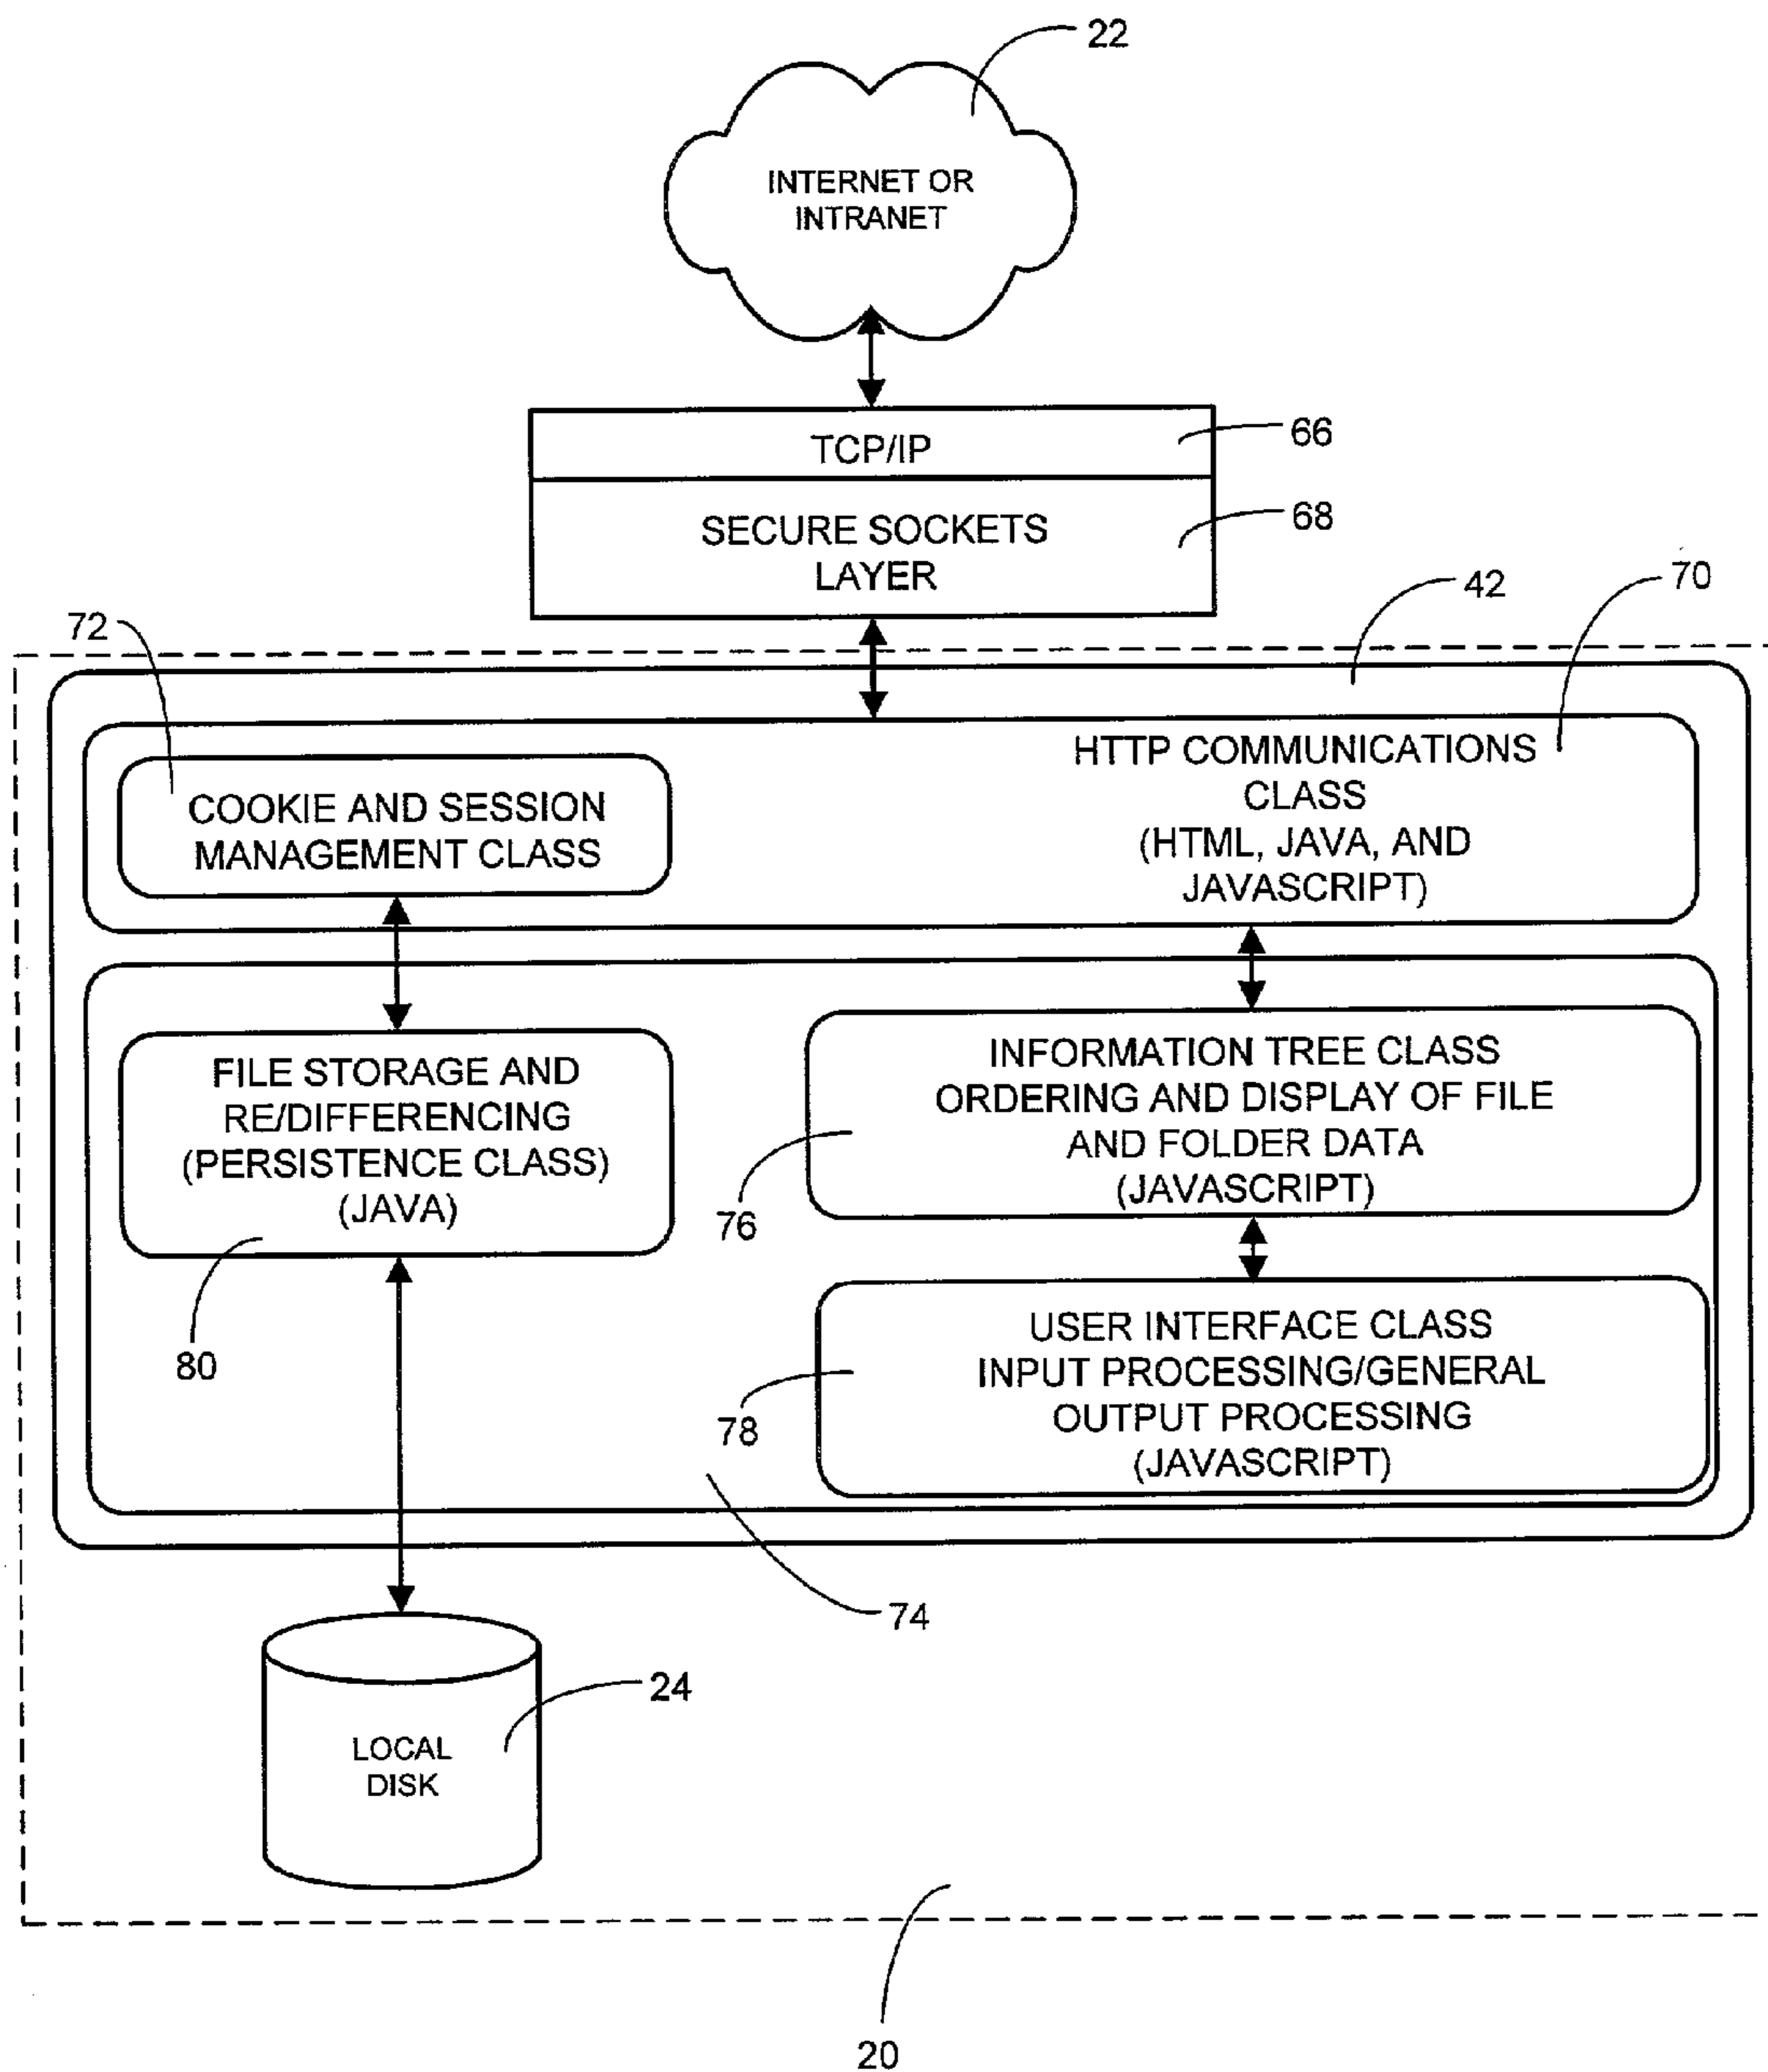 22
INTERNET OR
INTRANET
TCP/IP
66
SECURE SOCKETS
LAYER
68
42
70
72
COOKIE AND SESSION
MANAGEMENT CLASS
HTTP COMMUNICATIONS
CLASS
(HTML, JAVA, AND
JAVASCRIPT)
FILE STORAGE AND
RE/DIFFERENCING
(PERSISTENCE CLASS)
(JAVA)
80
INFORMATION TREE CLASS
ORDERING AND DISPLAY OF FILE
AND FOLDER DATA
(JAVASCRIPT)
76
USER INTERFACE CLASS
INPUT PROCESSING/GENERAL
OUTPUT PROCESSING
(JAVASCRIPT)
78
74
24
LOCAL
DISK
20